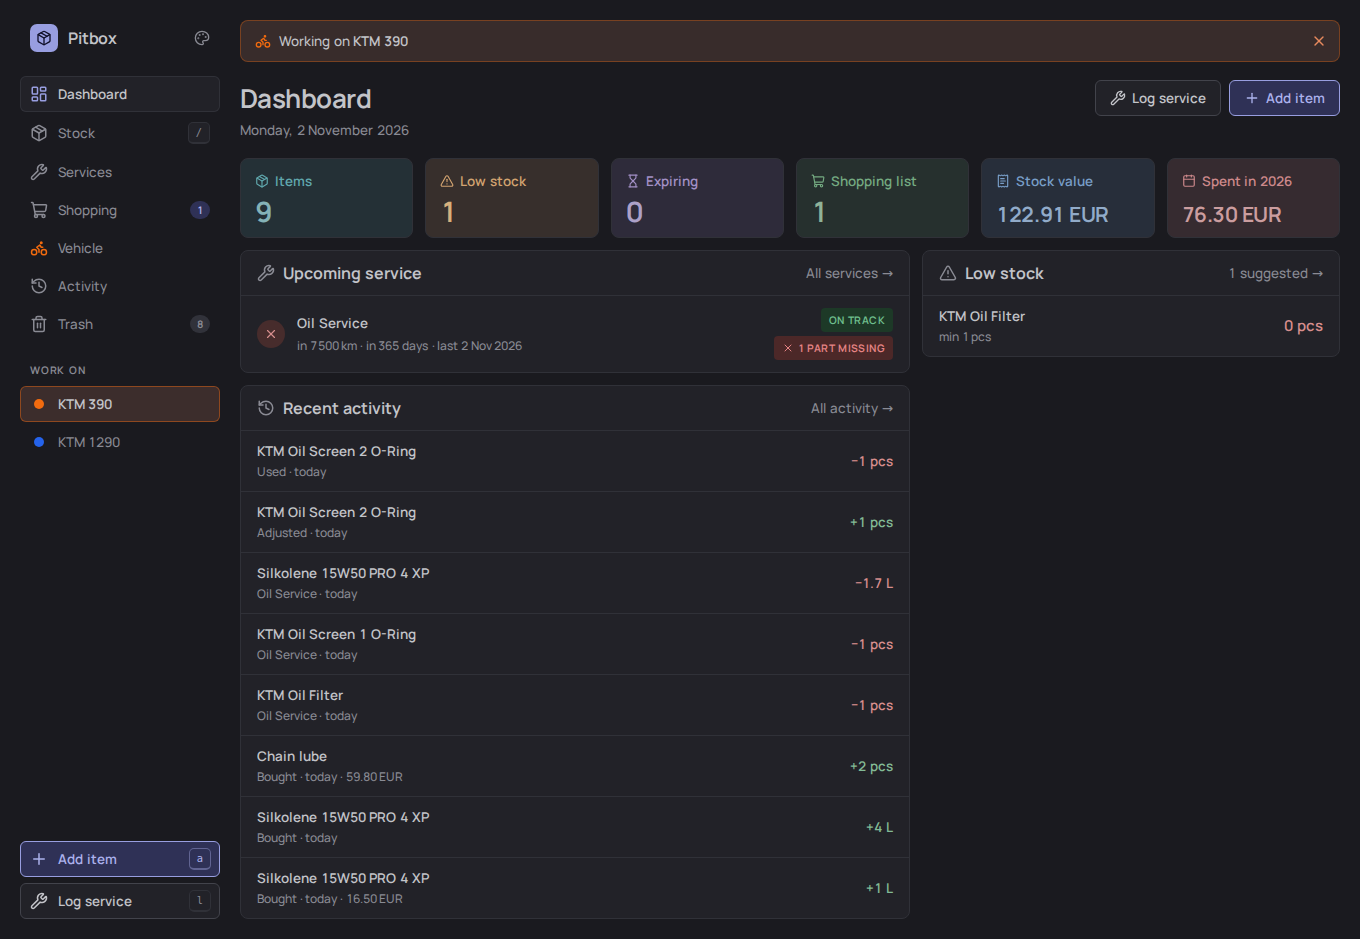 Pitbox
Dashboard
Stock /
Services
Shopping 1
Vehicle
Activity
Trash 8
WORK ON
KTM 390
KTM 1290
Add item a
Log service l
Working on KTM 390
Dashboard
Monday, 2 November 2026
Log service
Add item
Items
9
Low stock
1
Expiring
0
Shopping list
1
Stock value
122.91 EUR
Spent in 2026
76.30 EUR
Upcoming service
All services →
Oil Service
in 7 500 km · in 365 days · last 2 Nov 2026
ON TRACK
1 PART MISSING
Low stock
1 suggested →
KTM Oil Filter
min 1 pcs
0 pcs
Recent activity
All activity →
KTM Oil Screen 2 O-Ring
Used · today
−1 pcs
KTM Oil Screen 2 O-Ring
Adjusted · today
+1 pcs
Silkolene 15W50 PRO 4 XP
Oil Service · today
−1.7 L
KTM Oil Screen 1 O-Ring
Oil Service · today
−1 pcs
KTM Oil Filter
Oil Service · today
−1 pcs
Chain lube
Bought · today · 59.80 EUR
+2 pcs
Silkolene 15W50 PRO 4 XP
Bought · today
+4 L
Silkolene 15W50 PRO 4 XP
Bought · today · 16.50 EUR
+1 L